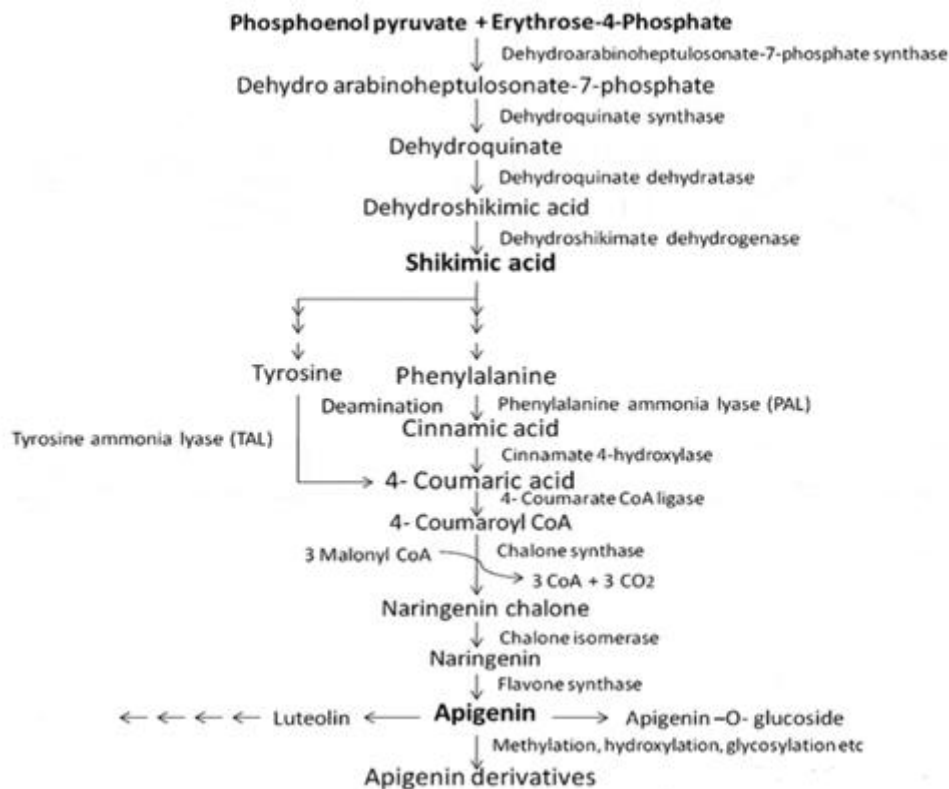 Phosphoenol pyruvate + Erythrose-4-Phosphate
Dehydroarabinoheptulosonate-7-phosphate synthase
Dehydro arabinoheptulosonate-7-phosphate
Dehydroquinate synthase
Dehydroquinate
Dehydroquinate dehydratase
Dehydroshikimic acid
Dehydroshikimate dehydrogenase
Shikimic acid
Tyrosine
Phenylalanine
Deamination
Phenylalanine ammonia lyase (PAL)
Cinnamic acid
Tyrosine ammonia lyase (TAL)
Cinnamate 4-hydroxylase
4- Coumaric acid
4- Coumarate CoA ligase
4- Coumaroyl CoA
3 Malonyl CoA
Chalone synthase
3 CoA + 3 CO2
Naringenin chalone
Chalone isomerase
Naringenin
Flavone synthase
Luteolin
Apigenin
Apigenin –O- glucoside
Methylation, hydroxylation, glycosylation etc
Apigenin derivatives